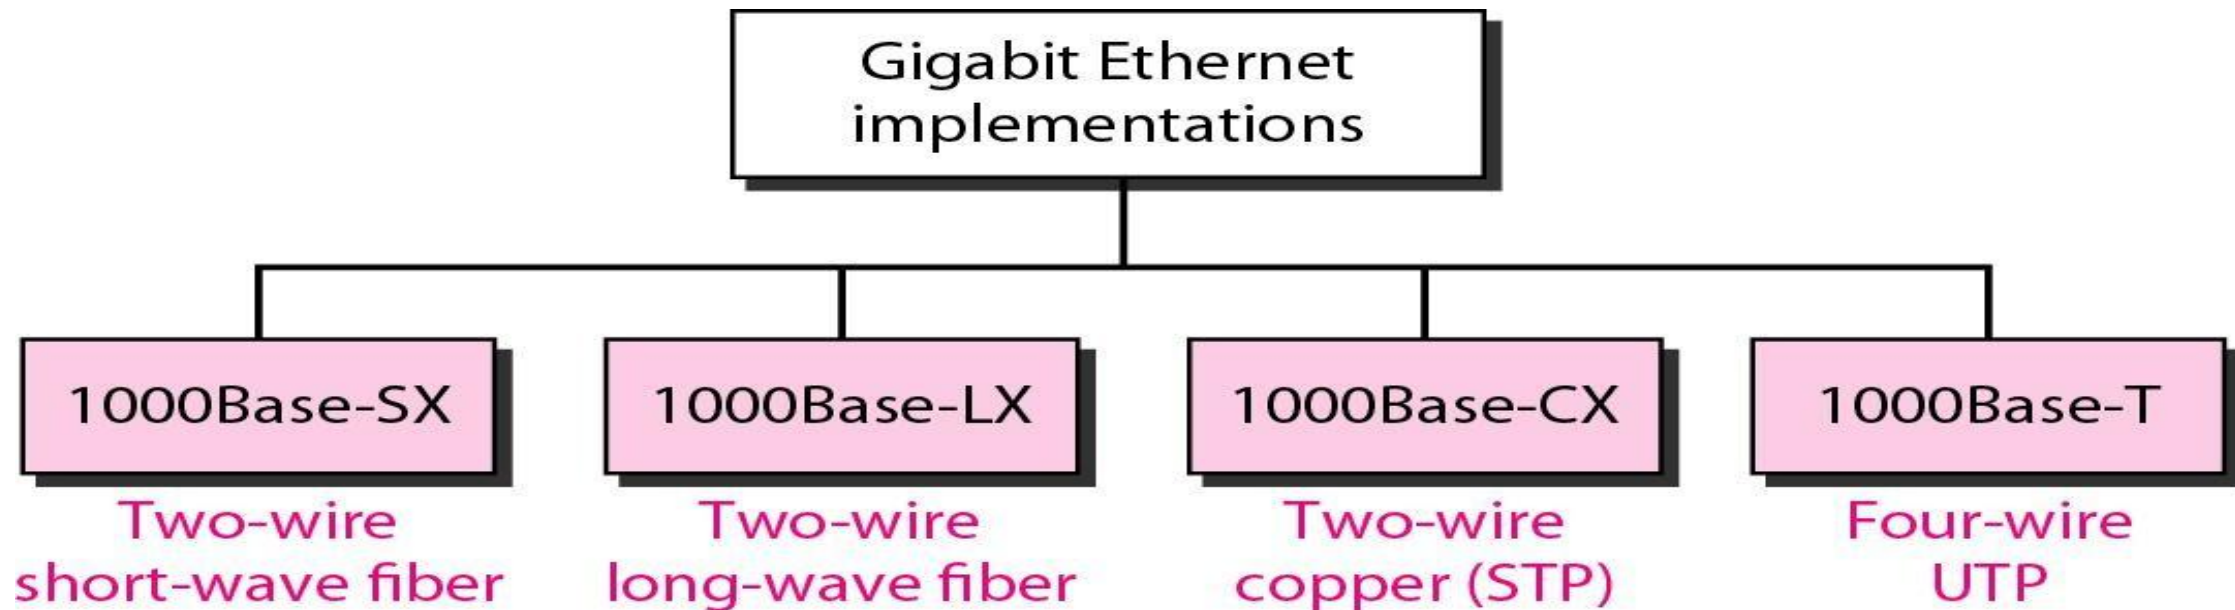 Gigabit Ethernet
implementations
1000Base-SX
1000Base-LX
1000Base-CX
1000Base-T
Two-wire
short-wave fiber
Two-wire
long-wave fiber
Two-wire
copper (STP)
Four-wire
UTP